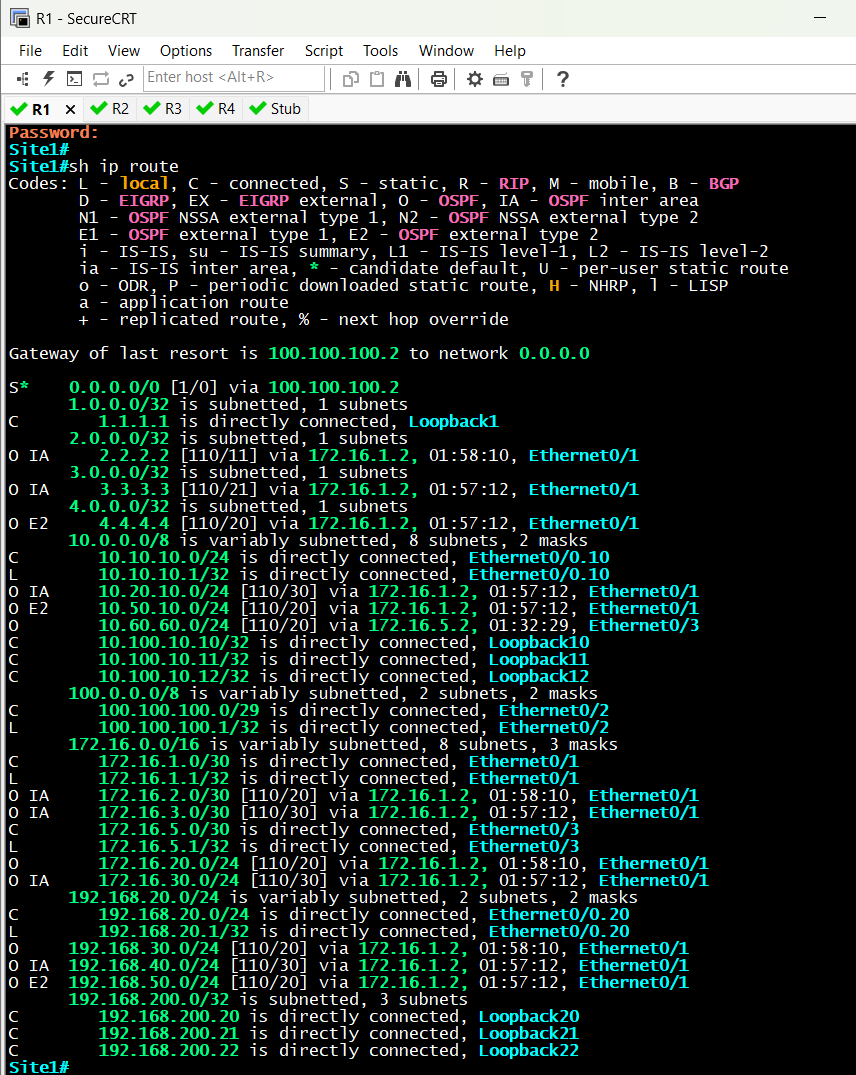 R1 - SecureCRT
File Edit View Options Transfer Script Tools Window Help
Enter host <Alt+R>
R1 R2 R3 R4 Stub
Password:
Site1#
Site1#sh ip route
Codes: L - local, C - connected, S - static, R - RIP, M - mobile, B - BGP
       D - EIGRP, EX - EIGRP external, O - OSPF, IA - OSPF inter area
       N1 - OSPF NSSA external type 1, N2 - OSPF NSSA external type 2
       E1 - OSPF external type 1, E2 - OSPF external type 2
       i - IS-IS, su - IS-IS summary, L1 - IS-IS level-1, L2 - IS-IS level-2
       ia - IS-IS inter area, * - candidate default, U - per-user static route
       o - ODR, P - periodic downloaded static route, H - NHRP, l - LISP
       a - application route
       + - replicated route, % - next hop override
Gateway of last resort is 100.100.100.2 to network 0.0.0.0
S*    0.0.0.0/0 [1/0] via 100.100.100.2
      1.0.0.0/32 is subnetted, 1 subnets
C        1.1.1.1 is directly connected, Loopback1
      2.0.0.0/32 is subnetted, 1 subnets
O IA     2.2.2.2 [110/11] via 172.16.1.2, 01:58:10, Ethernet0/1
      3.0.0.0/32 is subnetted, 1 subnets
O IA     3.3.3.3 [110/21] via 172.16.1.2, 01:57:12, Ethernet0/1
      4.0.0.0/32 is subnetted, 1 subnets
O E2     4.4.4.4 [110/20] via 172.16.1.2, 01:57:12, Ethernet0/1
      10.0.0.0/8 is variably subnetted, 8 subnets, 2 masks
C        10.10.10.0/24 is directly connected, Ethernet0/0.10
L        10.10.10.1/32 is directly connected, Ethernet0/0.10
O IA     10.20.10.0/24 [110/30] via 172.16.1.2, 01:57:12, Ethernet0/1
O E2     10.50.10.0/24 [110/20] via 172.16.1.2, 01:57:12, Ethernet0/1
O        10.60.60.0/24 [110/20] via 172.16.5.2, 01:32:29, Ethernet0/3
C        10.100.10.10/32 is directly connected, Loopback10
C        10.100.10.11/32 is directly connected, Loopback11
C        10.100.10.12/32 is directly connected, Loopback12
      100.0.0.0/8 is variably subnetted, 2 subnets, 2 masks
C        100.100.100.0/29 is directly connected, Ethernet0/2
L        100.100.100.1/32 is directly connected, Ethernet0/2
      172.16.0.0/16 is variably subnetted, 8 subnets, 3 masks
C        172.16.1.0/30 is directly connected, Ethernet0/1
L        172.16.1.1/32 is directly connected, Ethernet0/1
O IA     172.16.2.0/30 [110/20] via 172.16.1.2, 01:58:10, Ethernet0/1
O IA     172.16.3.0/30 [110/30] via 172.16.1.2, 01:57:12, Ethernet0/1
C        172.16.5.0/30 is directly connected, Ethernet0/3
L        172.16.5.1/32 is directly connected, Ethernet0/3
O        172.16.20.0/24 [110/20] via 172.16.1.2, 01:58:10, Ethernet0/1
O IA     172.16.30.0/24 [110/30] via 172.16.1.2, 01:57:12, Ethernet0/1
      192.168.20.0/24 is variably subnetted, 2 subnets, 2 masks
C        192.168.20.0/24 is directly connected, Ethernet0/0.20
L        192.168.20.1/32 is directly connected, Ethernet0/0.20
O     192.168.30.0/24 [110/20] via 172.16.1.2, 01:58:10, Ethernet0/1
O IA  192.168.40.0/24 [110/30] via 172.16.1.2, 01:57:12, Ethernet0/1
O E2  192.168.50.0/24 [110/20] via 172.16.1.2, 01:57:12, Ethernet0/1
      192.168.200.0/32 is subnetted, 3 subnets
C        192.168.200.20 is directly connected, Loopback20
C        192.168.200.21 is directly connected, Loopback21
C        192.168.200.22 is directly connected, Loopback22
Site1#